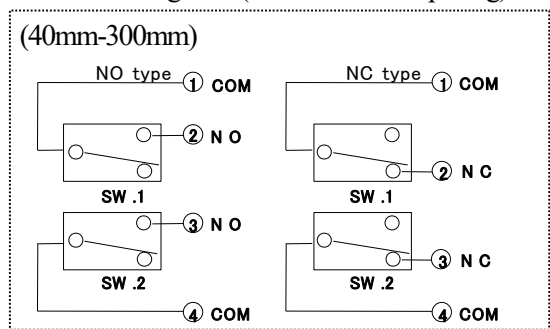 (40mm-300mm)
NO type ① COM
② N O
SW .1
③ N O
SW .2
④ COM
NC type ① COM
② N C
SW .1
③ N C
SW .2
④ COM